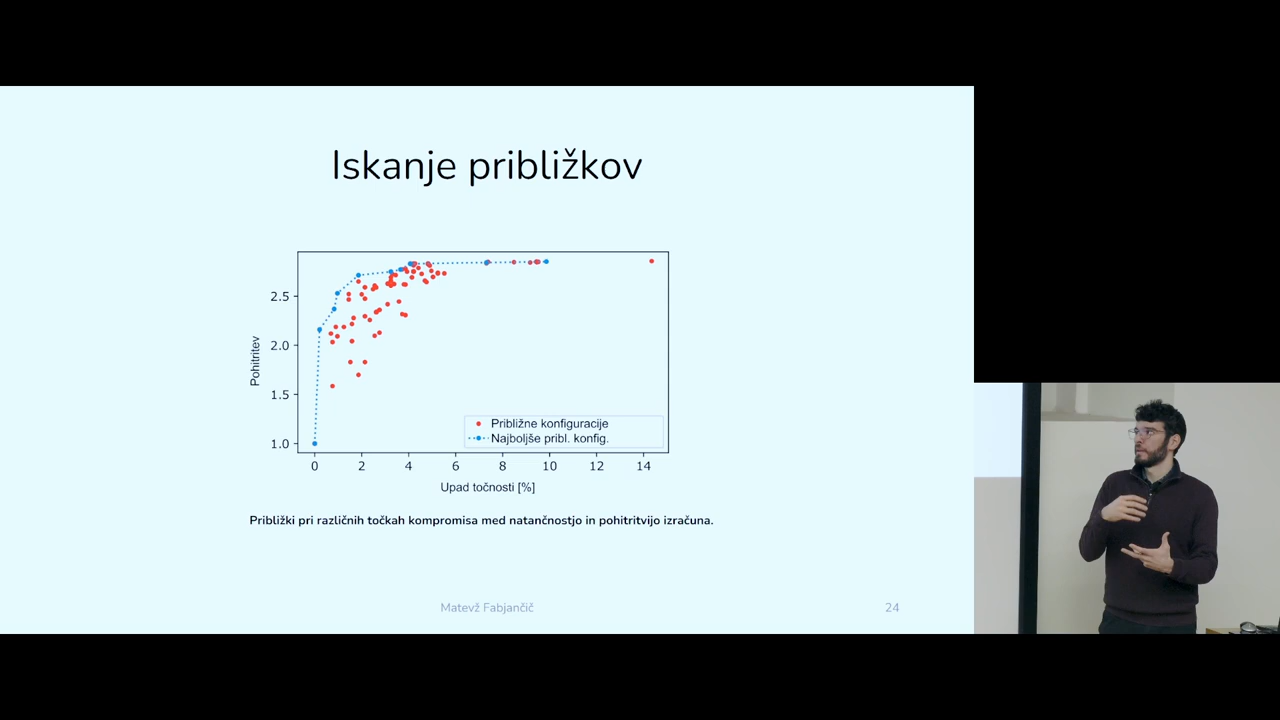 Iskanje približkov
Pohitritev
2.5
2.0
1.5
1.0
0 2 4 6 8 10 12 14
Približne konfiguracije
Najboljše pribl. konfig.
Upad točnosti [%]
Približki pri različnih točkah kompromisa med natančnostjo in pohitritvijo izračuna.
Matevž Fabjančič
24